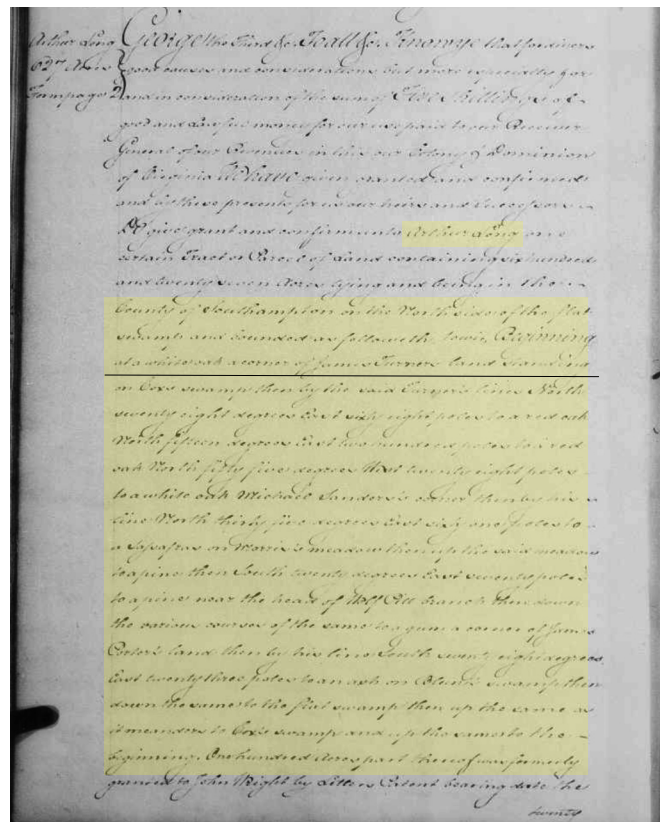 Arthur Long
627 Acres
George the Third &c To all &c Know ye that for divers
good causes and considerations but more especially for
and in consideration of the sum of Five Shillings of
good and Lawful money for our use paid to our Receiver
General of our Revenues in this our Colony & Dominion
of Virginia We have given granted and confirmed
and by these presents for us our heirs and Successors
Do give grant and confirm unto Arthur Long one
certain Tract or Parcel of Land containing six hundred
and twenty seven Acres lying and being in the
County of Southampton on the North side of the flat
swamp and bounded as followeth towit, Beginning
at a white oak a corner of James Turner's land standing
on Cox's swamp then by the said Turner's lines North
seventy eight degrees East sixty eight poles to a red oak
North fifteen degrees East two hundred poles to a red
oak North fifty five degrees West twenty eight poles
to a white oak Michael Sanders's corner then by his
line North thirty five degrees East sixty one poles to
a Sassafras on Morris's meadow then up the said meadow
to a pine then South twenty degrees East seventy poles
to a pine near the head of Wolf Pit branch then down
the various courses of the same to a gum a corner of James
land then by his line South seventy eight degrees
East twenty three poles to an ash on swamp then
down the same to the flat swamp then up the same as
it meanders to Cox's swamp and up the same to the
beginning. One hundred Acres part thereof was formerly
granted to John Wright by Letters Patent bearing date the